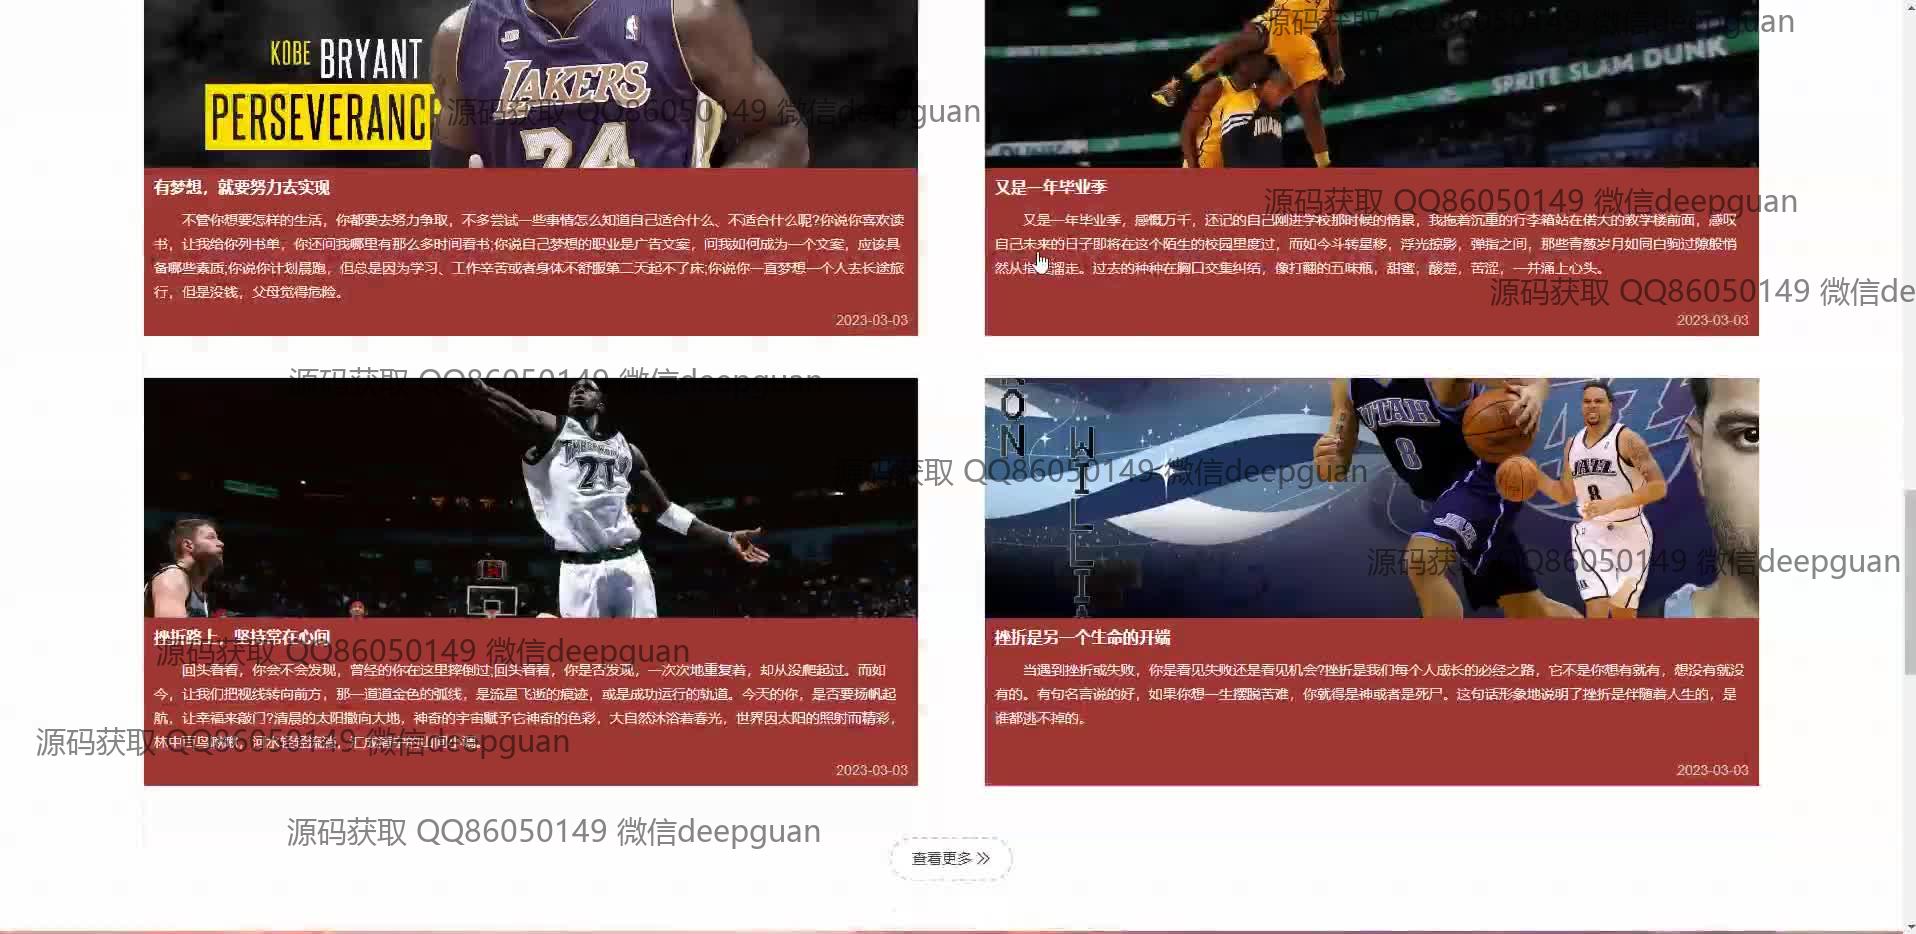 源码获取 QQ86050149 微信deepguan
KOBE BRYANT
PERSEVERANC
LAKERS
24
源码获取 QQ86050149 微信deepguan
SPRITE SLAM DUNK
INDIANA
有梦想，就要努力去实现
不管你想要怎样的生活，你都要去努力争取，不多尝试一些事情怎么知道自己适合什么、不适合什么呢?你说你喜欢读
书，让我给你列书单，你还问我哪里有那么多时间看书;你说自己梦想的职业是广告文案，问我如何成为一个文案，应该具
备哪些素质;你说你计划晨跑，但总是因为学习、工作辛苦或者身体不舒服第二天起不了床;你说你一直梦想一个人去长途旅
行，但是没钱，父母觉得危险。
2023-03-03
又是一年毕业季
源码获取 QQ86050149 微信deepguan
又是一年毕业季，感慨万千，还记的自己刚进学校那时候的情景，我拖着沉重的行李箱站在偌大的教学楼前面，感叹
自己未来的日子即将在这个陌生的校园里度过，而如今斗转星移，浮光掠影，弹指之间，那些青葱岁月如同白驹过隙般悄
然从指溜走。过去的种种在胸口交集纠结，像打翻的五味瓶，甜蜜，酸楚，苦涩，一并涌上心头。
源码获取 QQ86050149 微信de
2023-03-03
源码获取 QQ86050149 微信deepguan
21
ON
WILLIA
UTAH
8
JAZZ
8
JAZZ
源码获取 QQ86050149 微信deepguan
源码获取 QQ86050149 微信deepguan
挫折路上，坚持常在心间
源码获取 QQ86050149 微信deepguan
回头看看，你会不会发现，曾经的你在这里摔倒过;回头看看，你是否发现，一次次地重复着，却从没爬起过。而如
今，让我们把视线转向前方，那一道道金色的弧线，是流星飞逝的痕迹，或是成功运行的轨道。今天的你，是否要扬帆起
航，让幸福来敲门?清晨的太阳撒向大地，神奇的宇宙赋予它神奇的色彩，大自然沐浴着春光，世界因太阳的照射而精彩，
林中百鸟
源码获取 QQ86050149 微信deepguan
2023-03-03
挫折是另一个生命的开端
当遇到挫折或失败，你是看见失败还是看见机会?挫折是我们每个人成长的必经之路，它不是你想有就有，想没有就没
有的。有句名言说的好，如果你想一生摆脱苦难，你就得是神或者是死尸。这句话形象地说明了挫折是伴随着人生的，是
谁都逃不掉的。
2023-03-03
源码获取 QQ86050149 微信deepguan
查看更多